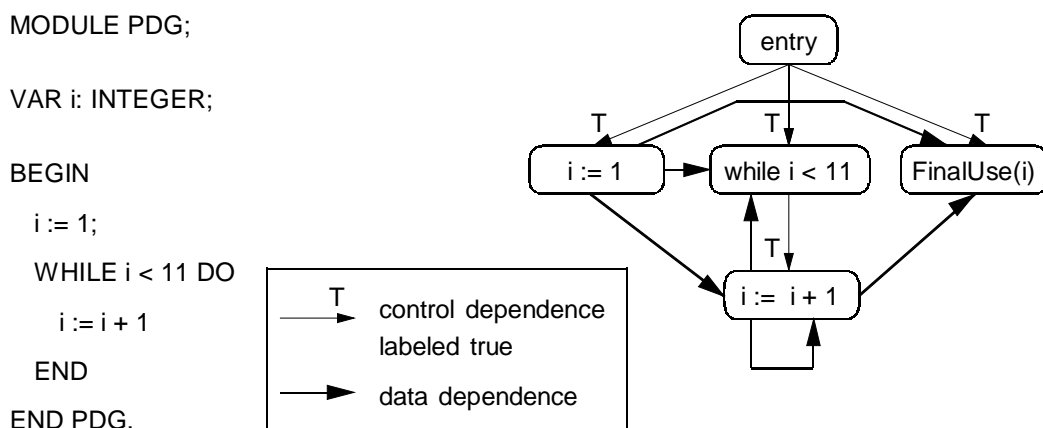 MODULE PDG;
VAR i: INTEGER;
BEGIN
i := 1;
WHILE i < 11 DO
i := i + 1
END
END PDG.
entry
T
T
T
i := 1
while i < 11
FinalUse(i)
T
i := i + 1
T
control dependence
labeled true
data dependence